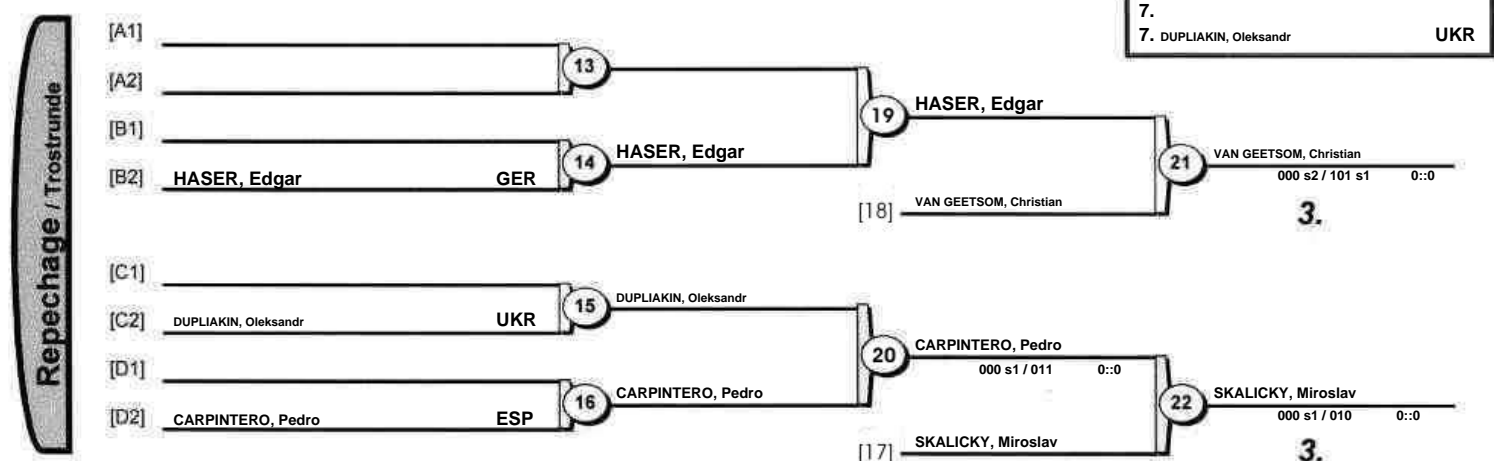 7.
7. DUPLIAKIN, Oleksandr UKR
Repechage / Trostrunde
[A1]
13
[A2]
HASER, Edgar
19
[B1]
HASER, Edgar
14
VAN GEETSOM, Christian
21
[B2] HASER, Edgar GER
000 s2 / 101 s1 0::0
[18] VAN GEETSOM, Christian
3.
[C1]
15
DUPLIAKIN, Oleksandr
[C2] DUPLIAKIN, Oleksandr UKR
CARPINTERO, Pedro
20
000 s1 / 011 0::0
[D1]
CARPINTERO, Pedro
16
SKALICKY, Miroslav
22
[D2] CARPINTERO, Pedro ESP
000 s1 / 010 0::0
[17] SKALICKY, Miroslav
3.